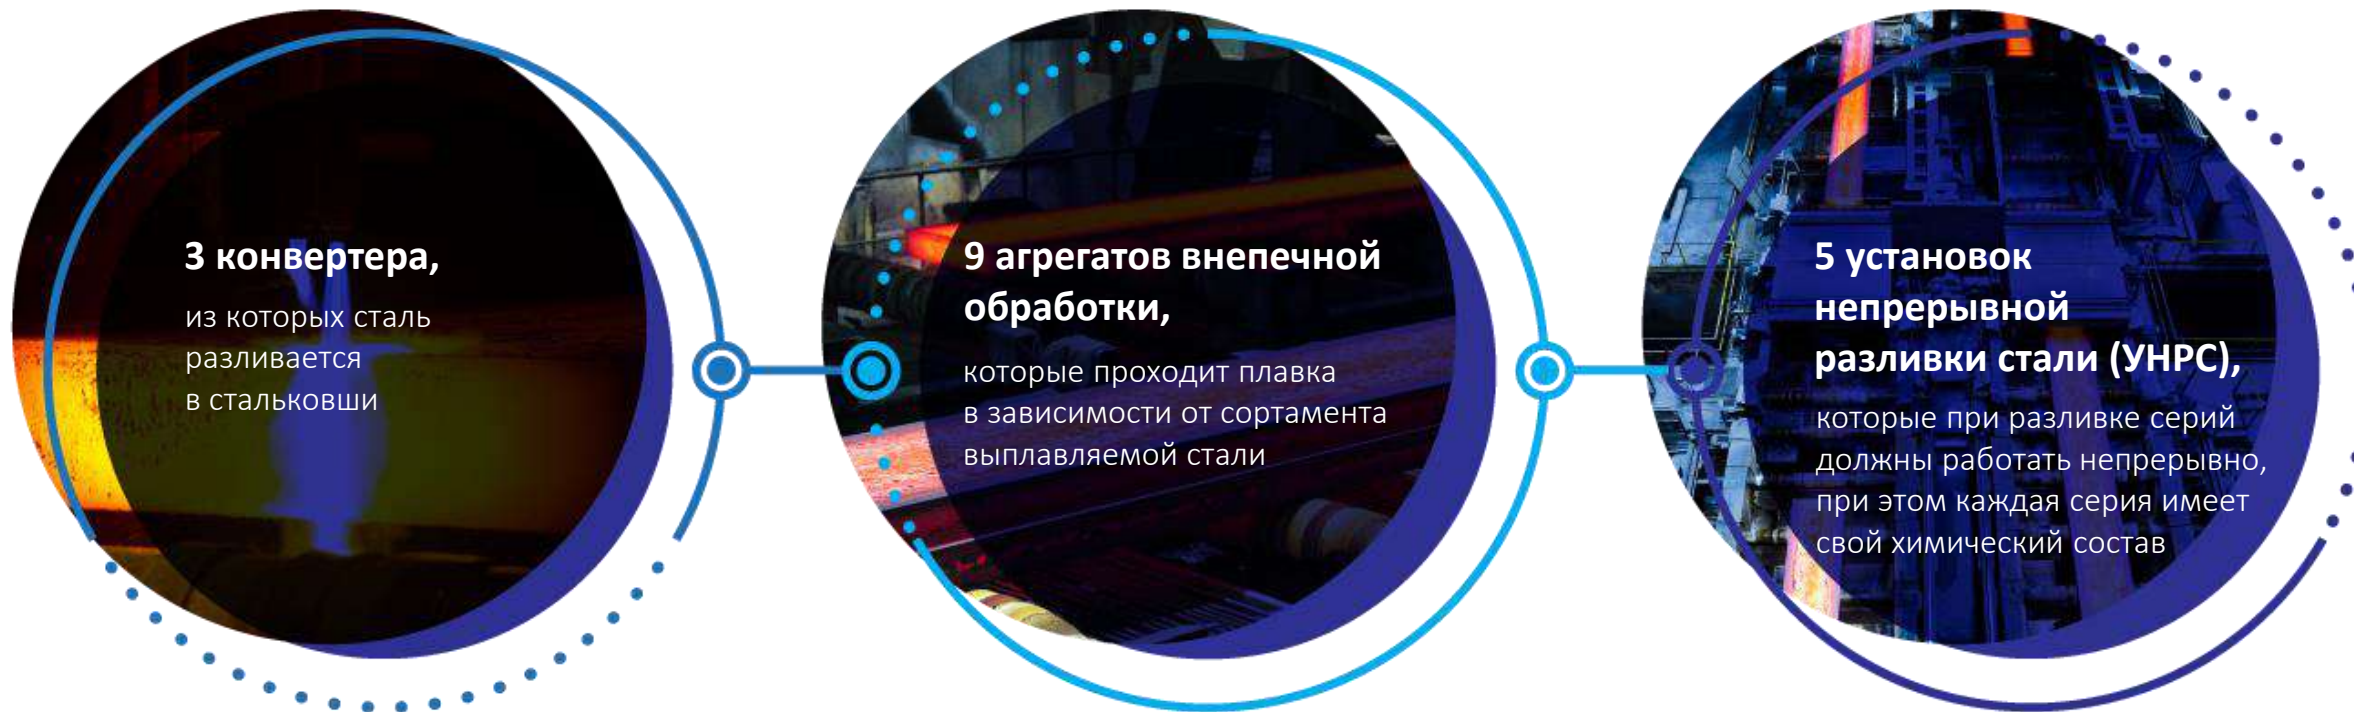 3 конвертера,
из которых сталь
разливается
в стальковши
9 агрегатов внепечной
обработки,
которые проходит плавка
в зависимости от сортамента
выплавляемой стали
5 установок
непрерывной
разливки стали (УНРС),
которые при разливке серий
должны работать непрерывно,
при этом каждая серия имеет
свой химический состав